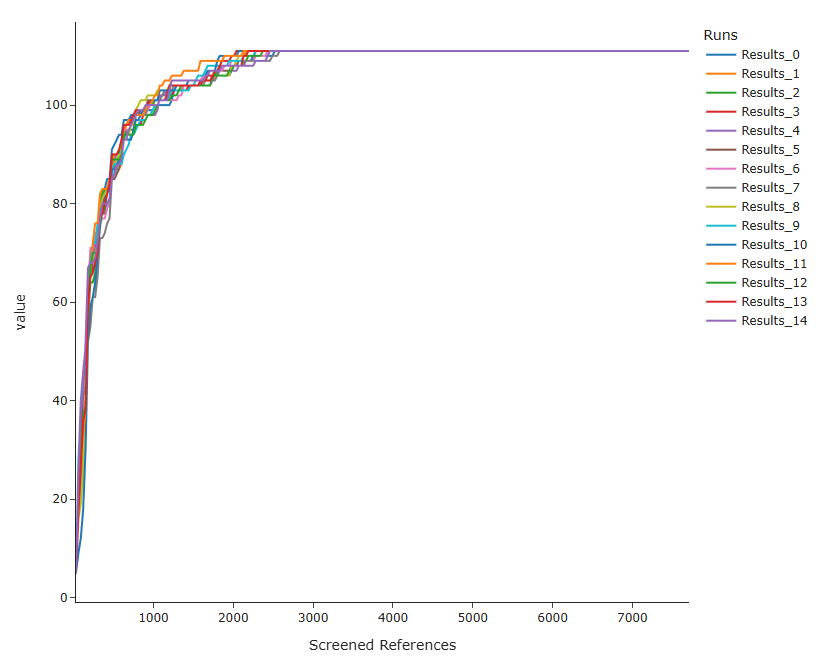 Runs
Results_0
Results_1
Results_2
Results_3
Results_4
Results_5
Results_6
Results_7
Results_8
Results_9
Results_10
Results_11
Results_12
Results_13
Results_14
100
80
60
40
20
0
value
1000 2000 3000 4000 5000 6000 7000
Screened References